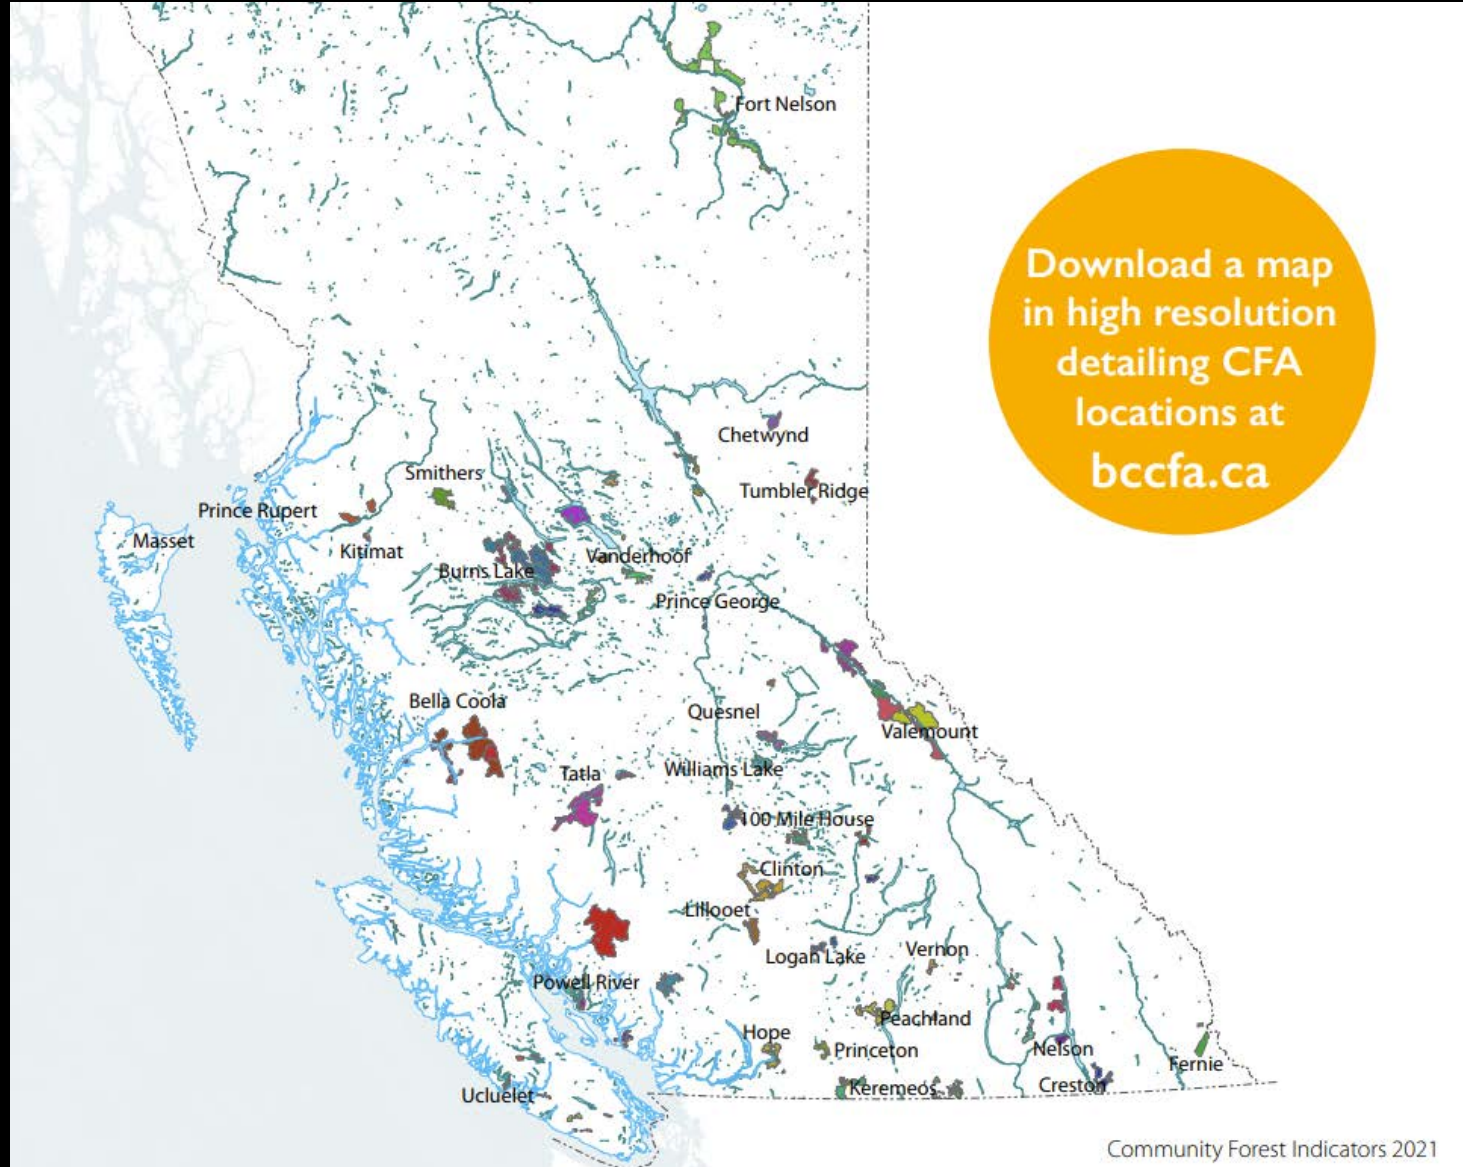 Fort Nelson
Download a map
in high resolution
detailing CFA
locations at
bccfa.ca
Chetwynd
Smithers
Tumbler Ridge
Prince Rupert
Masset
Kitimat
Vanderhoof
Burns Lake
Prince George
Bella Coola
Quesnel
Valemount
Tatla
Williams Lake
100 Mile House
Clinton
Lillooet
Logan Lake
Vernon
Powell River
Peachland
Hope
Princeton
Nelson
Fernie
Keremeos
Creston
Ucluelet
Community Forest Indicators 2021